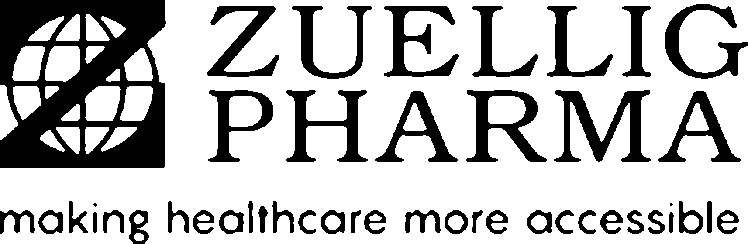 ZUELLIG
PHARMA
making healthcare more accessible